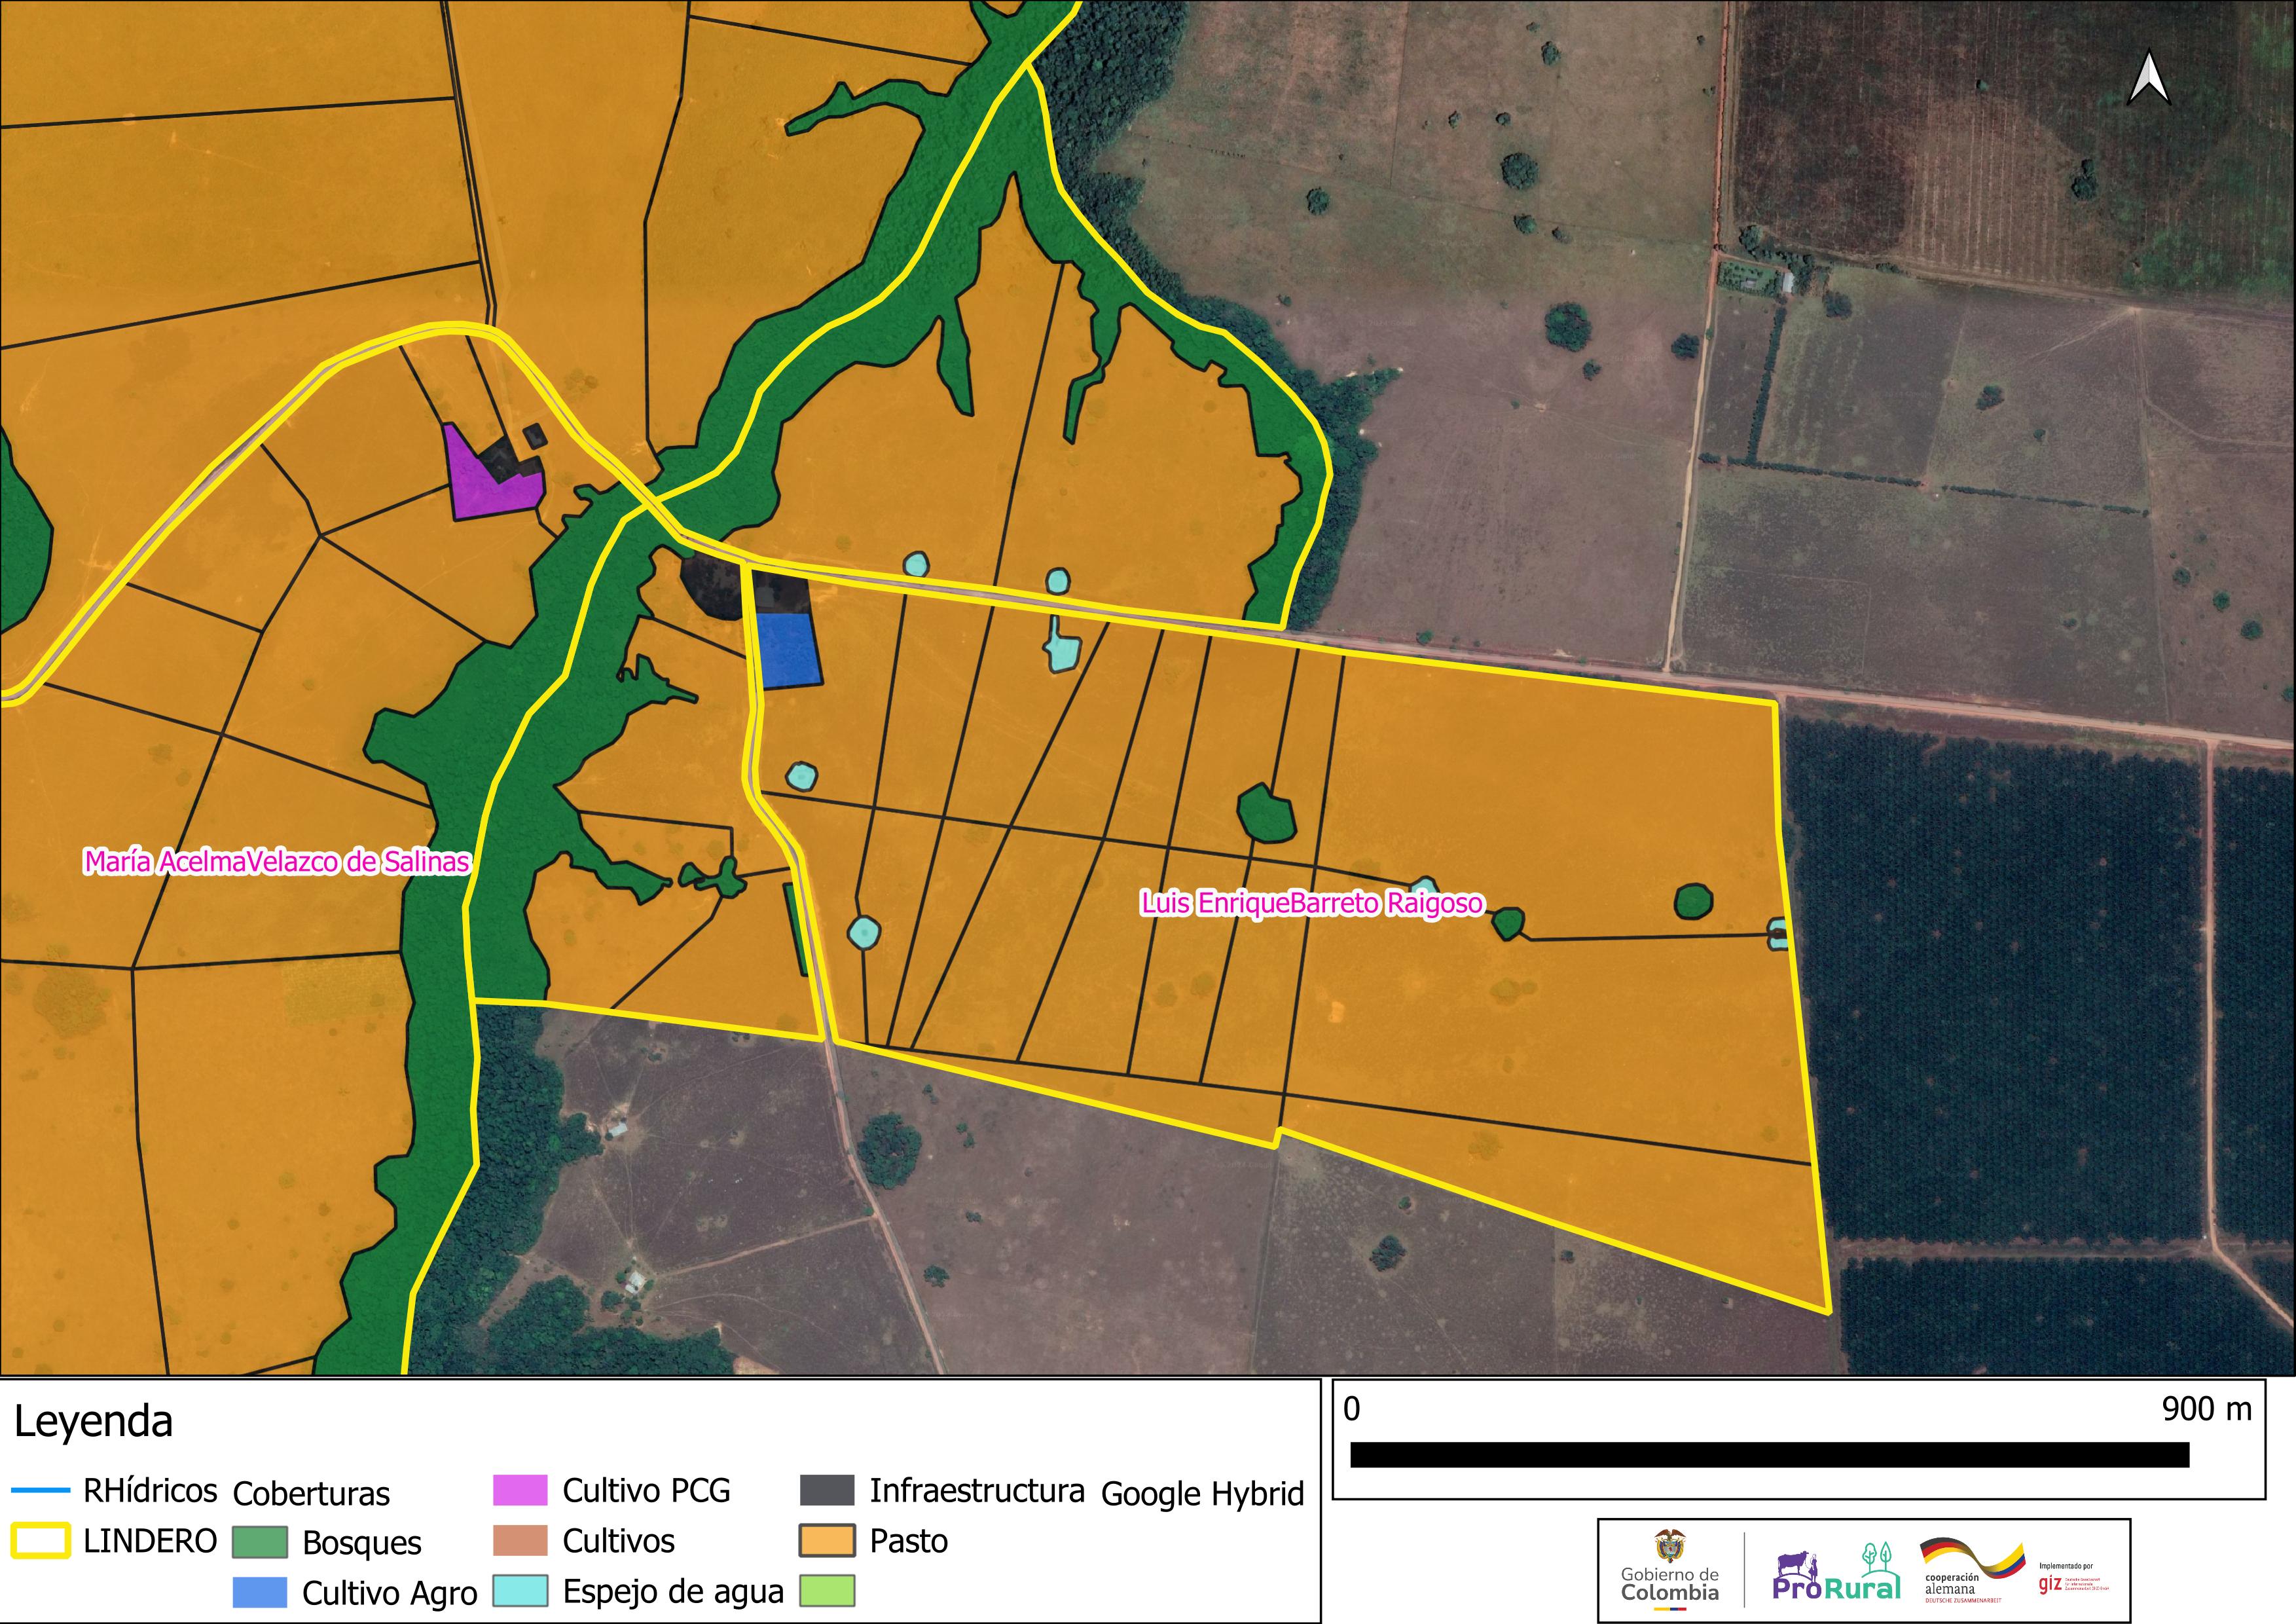 María AcelmaVelazco de Salinas
Luis EnriqueBarreto Raigoso
Leyenda
RHídricos
LINDERO
Coberturas
Bosques
Cultivo Agro
Cultivo PCG
Cultivos
Espejo de agua
Infraestructura
Pasto
Google Hybrid
0 900 m
Gobierno de
Colombia
ProRural
cooperación
alemana
DEUTSCHE ZUSAMMENARBEIT
Implementado por
giz